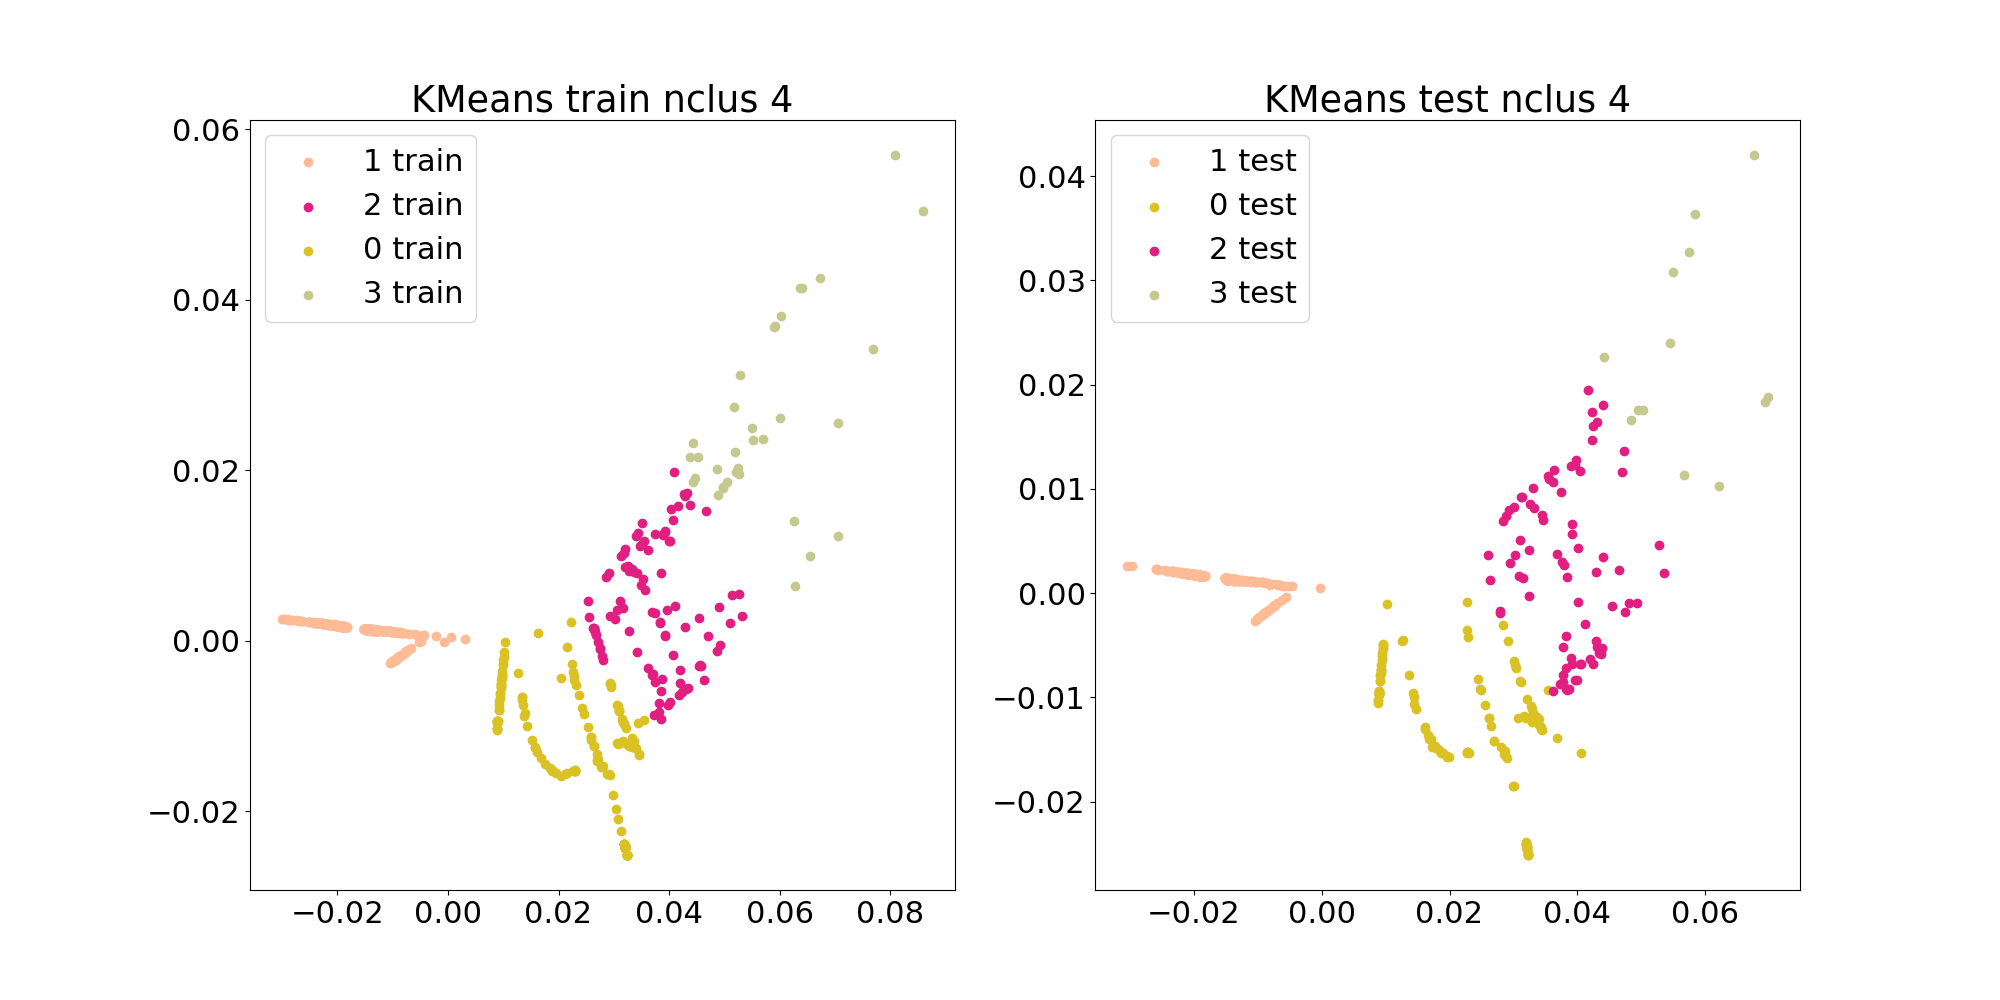 KMeans train nclus 4
0.06
0.04
0.02
0.00
−0.02
1 train
2 train
0 train
3 train
−0.02 0.00 0.02 0.04 0.06 0.08
KMeans test nclus 4
0.04
0.03
0.02
0.01
0.00
−0.01
−0.02
1 test
0 test
2 test
3 test
−0.02 0.00 0.02 0.04 0.06